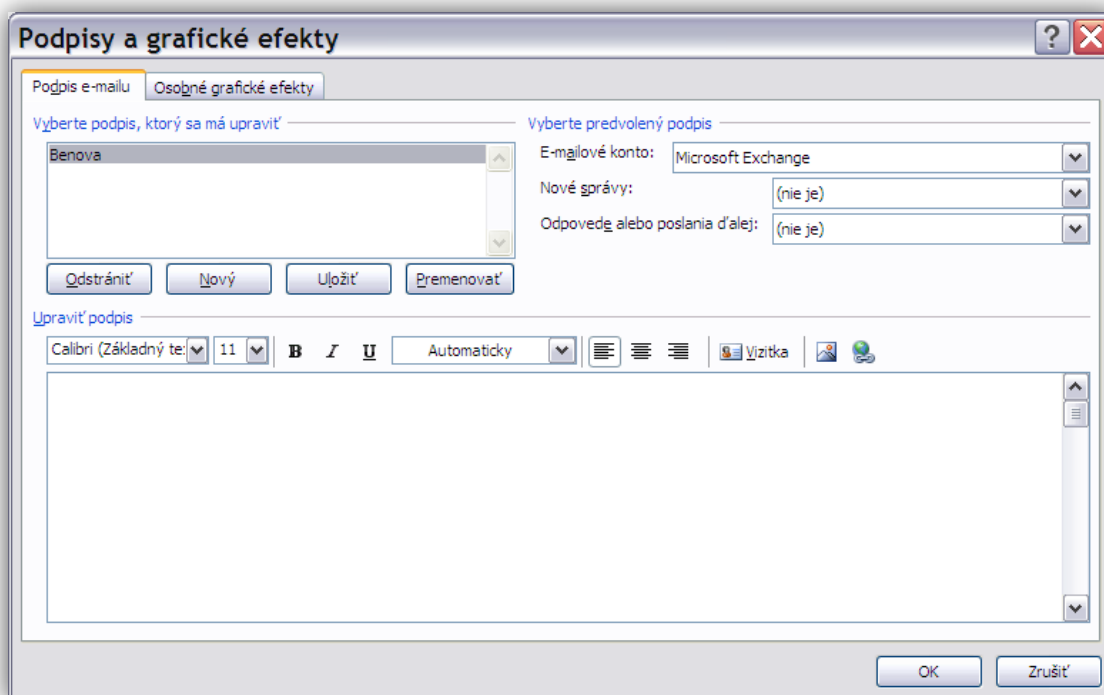 Podpisy a grafické efekty
Podpis e-mailu Osobné grafické efekty
Vyberte podpis, ktorý sa má upraviť
Benova
Odstrániť Nový Uložiť Premenovať
Vyberte predvolený podpis
E-mailové konto: Microsoft Exchange
Nové správy: (nie je)
Odpovede alebo poslania ďalej: (nie je)
Upraviť podpis
Calibri (Základný te: 11 B I U Automaticky Vizitka
OK Zrušiť